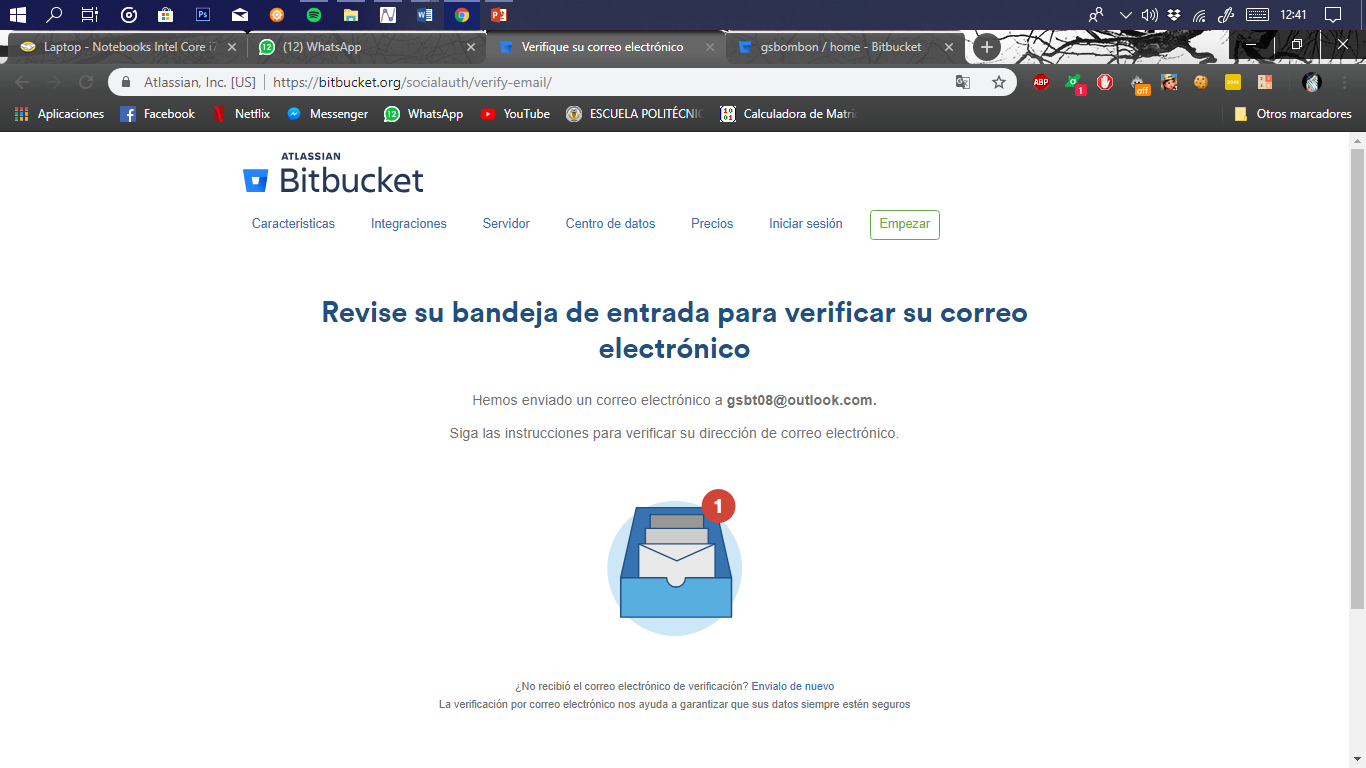 12:41
Laptop - Notebooks Intel Core i7
(12) WhatsApp
Verifique su correo electrónico
gsbombon / home - Bitbucket
Atlassian, Inc. [US] https://bitbucket.org/socialauth/verify-email/
ABP
1
off
Aplicaciones
Facebook
Netflix
Messenger
12
WhatsApp
YouTube
ESCUELA POLITÉCNIC
Calculadora de Matri
Otros marcadores
ATLASSIAN
Bitbucket
Caracteristicas Integraciones Servidor Centro de datos Precios Iniciar sesión Empezar
Revise su bandeja de entrada para verificar su correo
electrónico
Hemos enviado un correo electrónico a gsbt08@outlook.com.
Siga las instrucciones para verificar su dirección de correo electrónico.
1
¿No recibió el correo electrónico de verificación? Envialo de nuevo
La verificación por correo electrónico nos ayuda a garantizar que sus datos siempre estén seguros